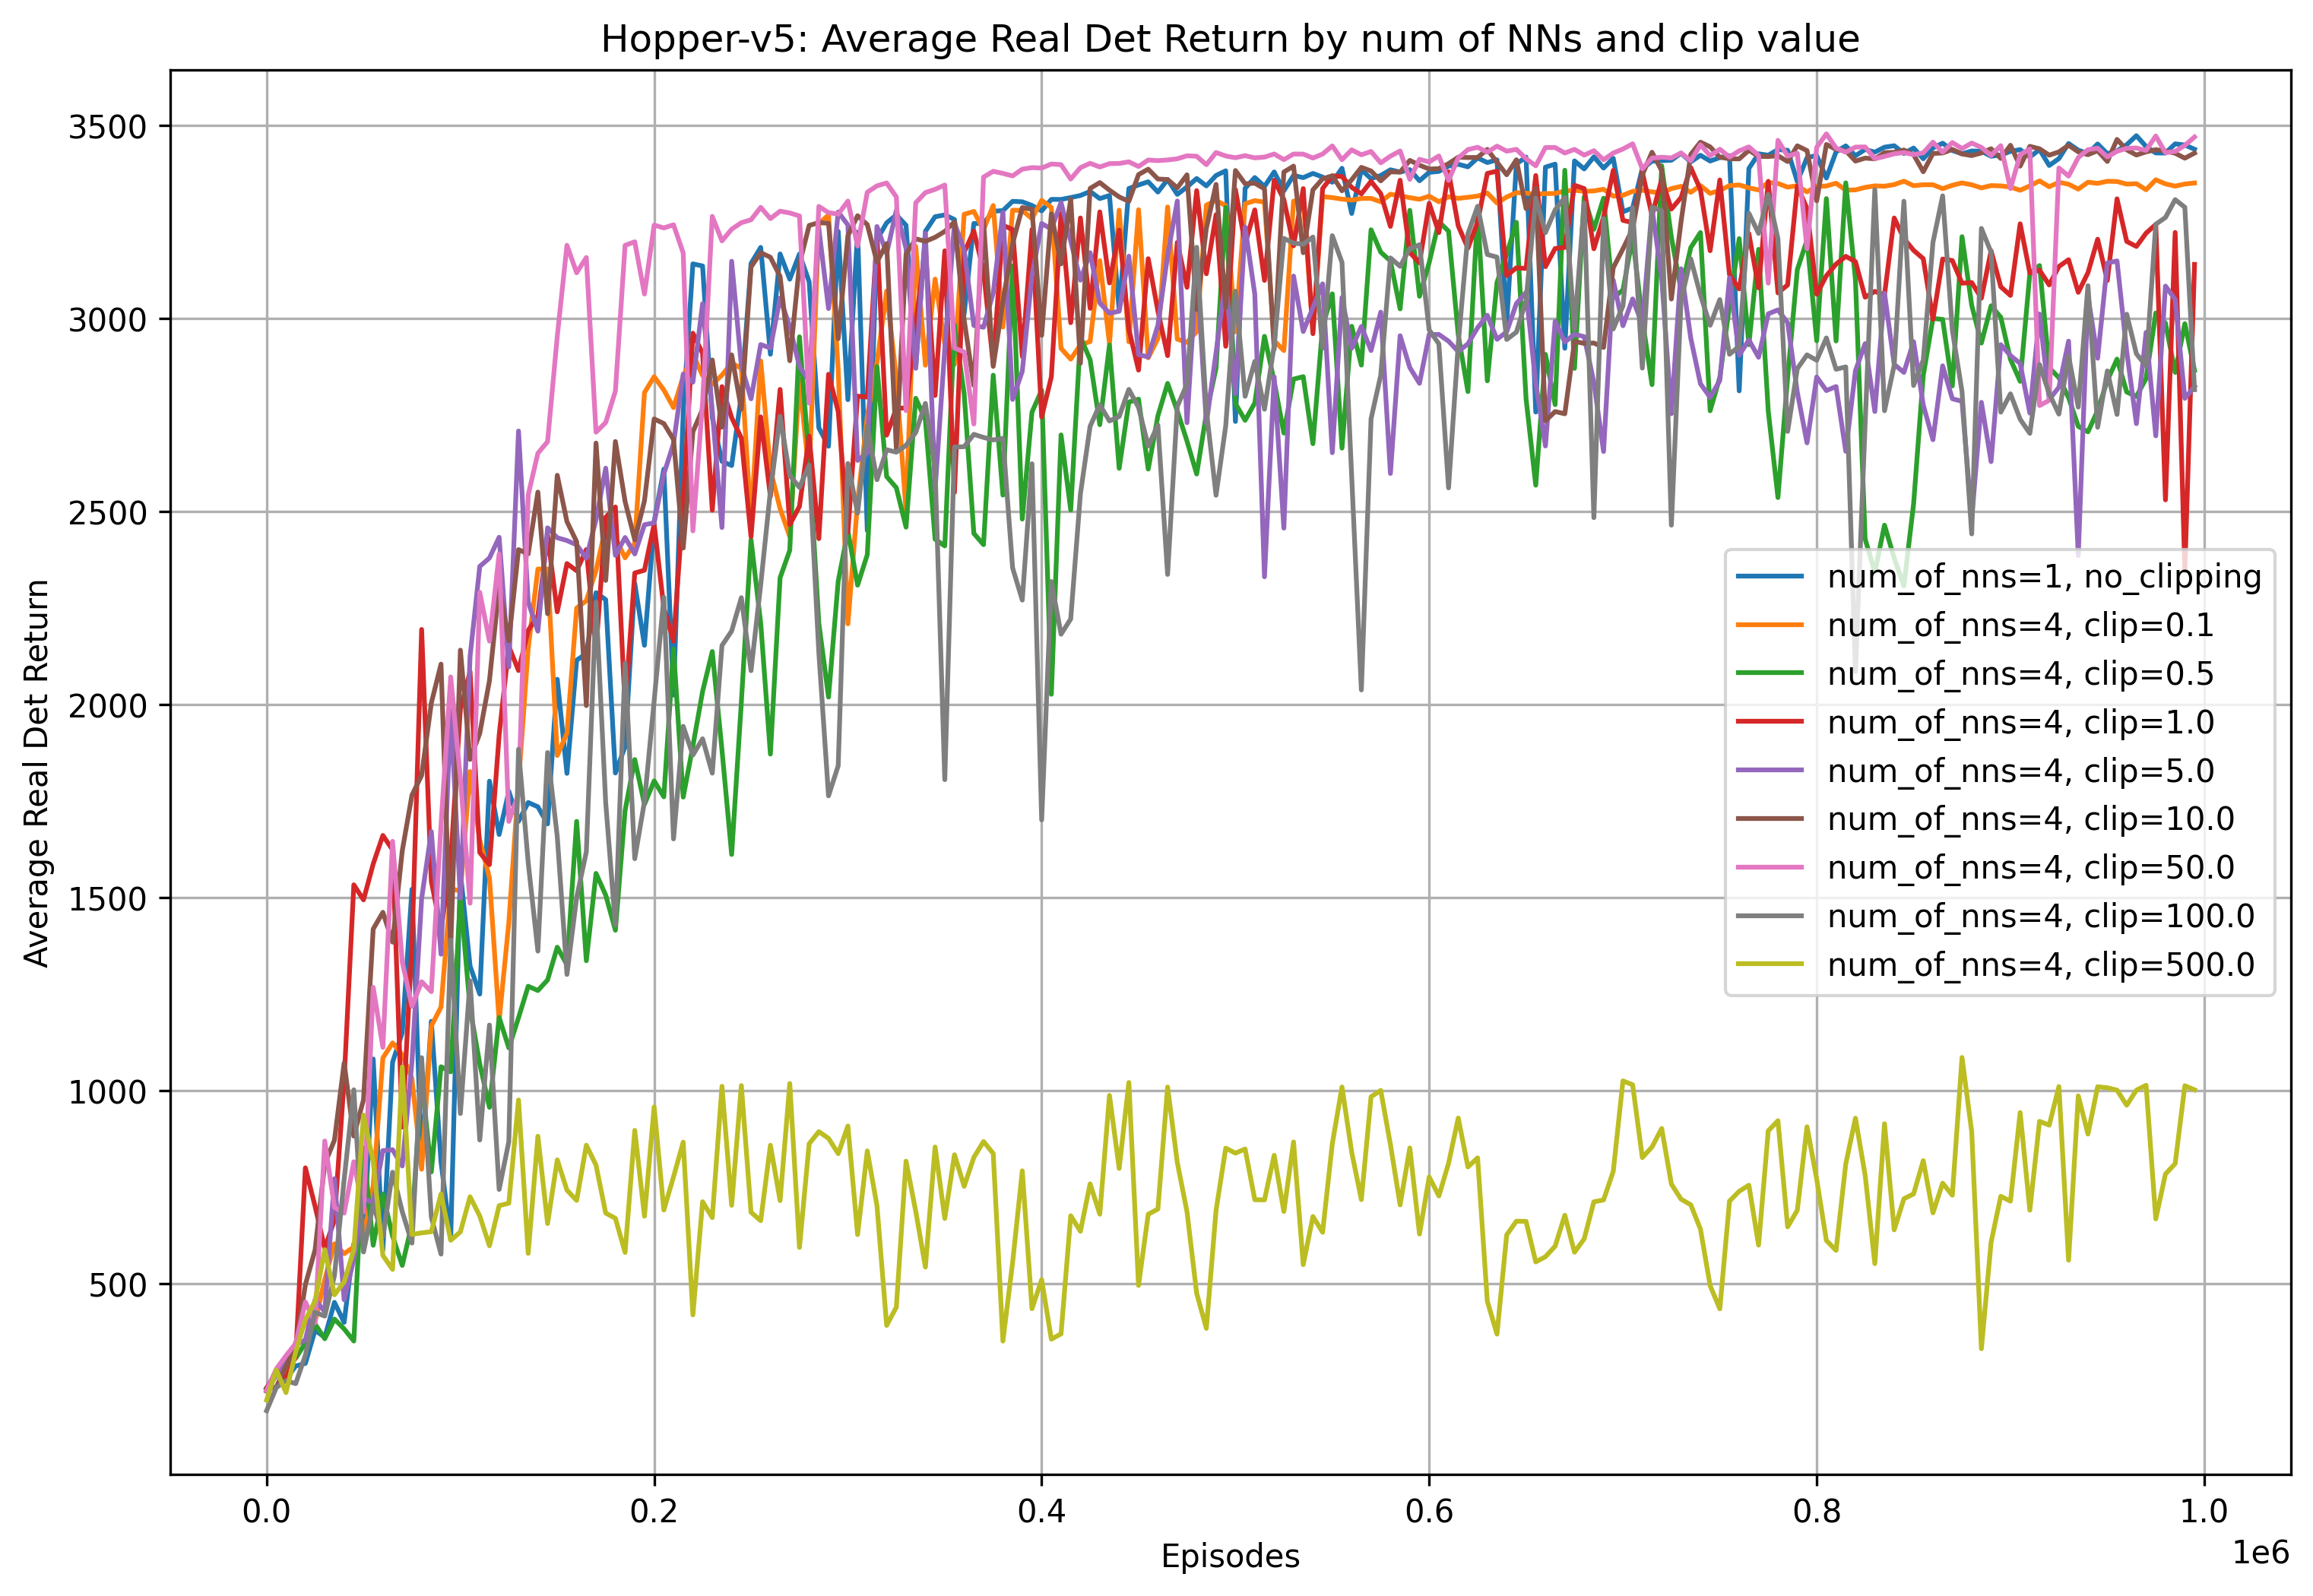 Hopper-v5: Average Real Det Return by num of NNs and clip value
Average Real Det Return
3500
3000
2500
2000
1500
1000
500
num_of_nns=1, no_clipping
num_of_nns=4, clip=0.1
num_of_nns=4, clip=0.5
num_of_nns=4, clip=1.0
num_of_nns=4, clip=5.0
num_of_nns=4, clip=10.0
num_of_nns=4, clip=50.0
num_of_nns=4, clip=100.0
num_of_nns=4, clip=500.0
0.0 0.2 0.4 0.6 0.8 1.0
Episodes
1e6